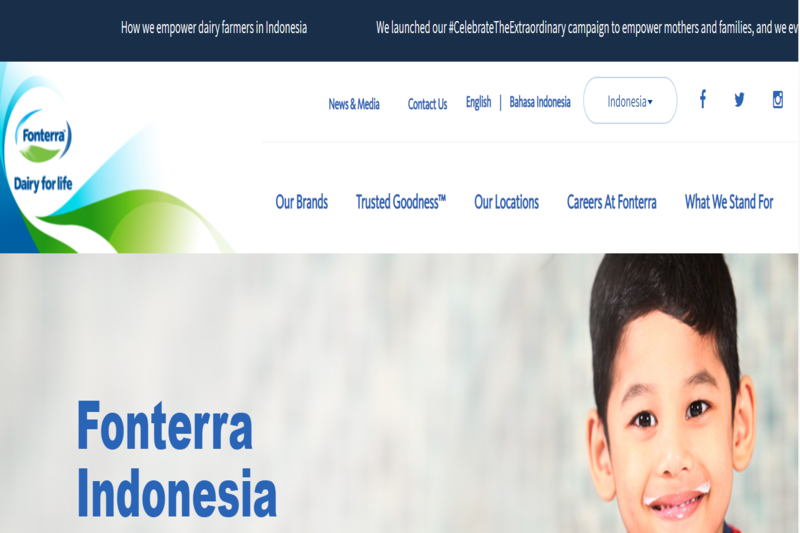 How we empower dairy farmers in Indonesia
We launched our #CelebrateTheExtraordinary campaign to empower mothers and families, and we ev
News & Media
Contact Us
English | Bahasa Indonesia
Indonesia
Fonterra
Dairy for life
Our Brands
Trusted Goodness™
Our Locations
Careers At Fonterra
What We Stand For
Fonterra
Indonesia